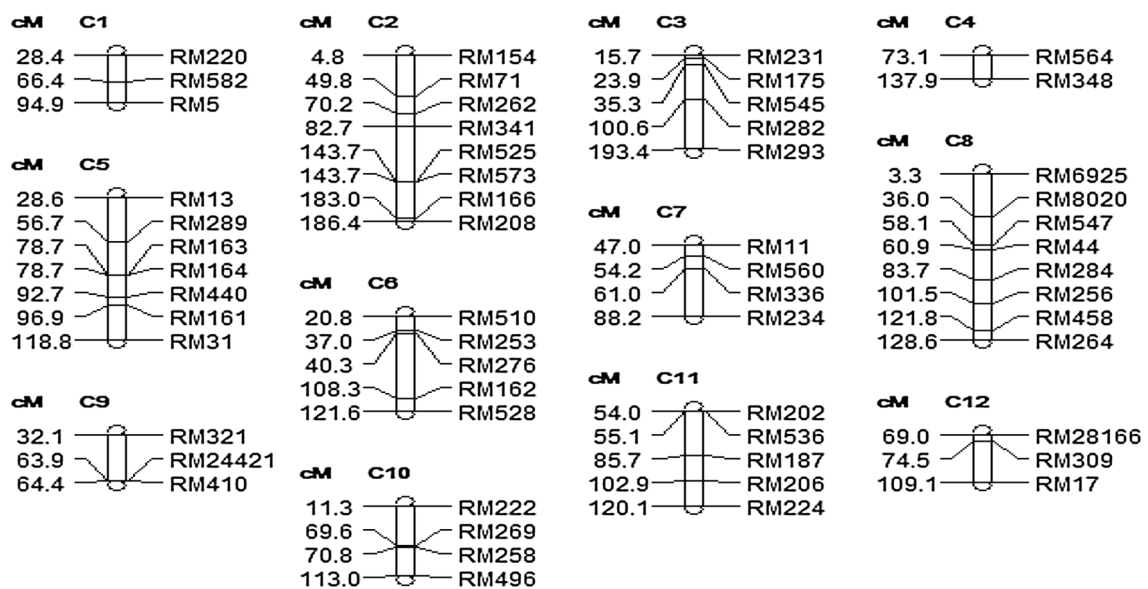 cM C1
28.4 RM220
66.4 RM582
94.9 RM5
cM C2
4.8 RM154
49.8 RM71
70.2 RM262
82.7 RM341
143.7 RM525
143.7 RM573
183.0 RM166
186.4 RM208
cM C3
15.7 RM231
23.9 RM175
35.3 RM545
100.6 RM282
193.4 RM293
cM C4
73.1 RM564
137.9 RM348
cM C5
28.6 RM13
56.7 RM289
78.7 RM163
78.7 RM164
92.7 RM440
96.9 RM161
118.8 RM31
cM C6
20.8 RM510
37.0 RM253
40.3 RM276
108.3 RM162
121.6 RM528
cM C7
47.0 RM11
54.2 RM560
61.0 RM336
88.2 RM234
cM C8
3.3 RM6925
36.0 RM8020
58.1 RM547
60.9 RM44
83.7 RM284
101.5 RM256
121.8 RM458
128.6 RM264
cM C9
32.1 RM321
63.9 RM24421
64.4 RM410
cM C10
11.3 RM222
69.6 RM269
70.8 RM258
113.0 RM496
cM C11
54.0 RM202
55.1 RM536
85.7 RM187
102.9 RM206
120.1 RM224
cM C12
69.0 RM28166
74.5 RM309
109.1 RM17